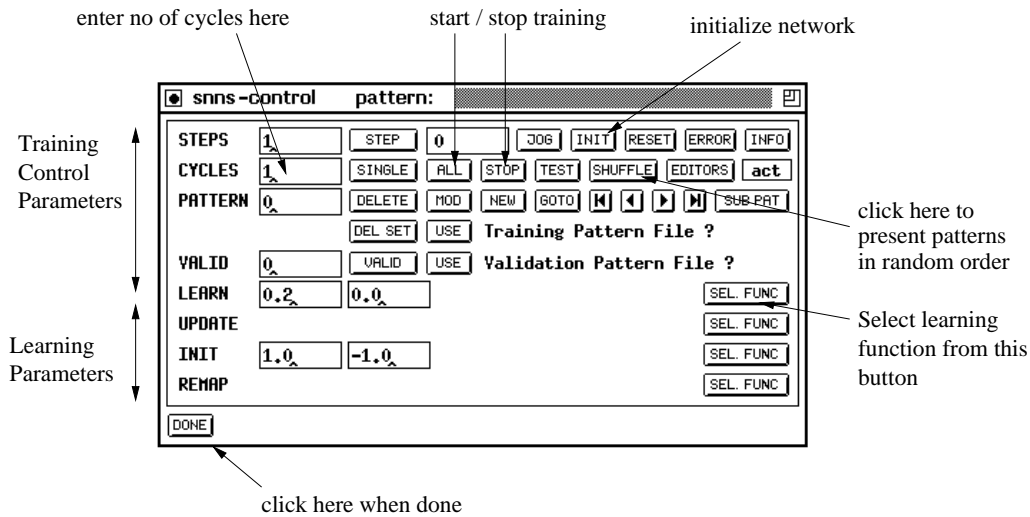 enter no of cycles here
start / stop training
initialize network
snns-control pattern:
Training
Control
Parameters
STEPS 1 STEP 0 JOG INIT RESET ERROR INFO
CYCLES 1 SINGLE ALL STOP TEST SHUFFLE EDITORS act
PATTERN 0 DELETE MOD NEW GOTO SUB PAT
DEL SET USE Training Pattern File ?
VALID 0 VALID USE Validation Pattern File ?
LEARN 0.2 0.0 SEL. FUNC
UPDATE SEL. FUNC
INIT 1.0 -1.0 SEL. FUNC
REMAP SEL. FUNC
DONE
click here to
present patterns
in random order
Select learning
function from this
button
Learning
Parameters
click here when done